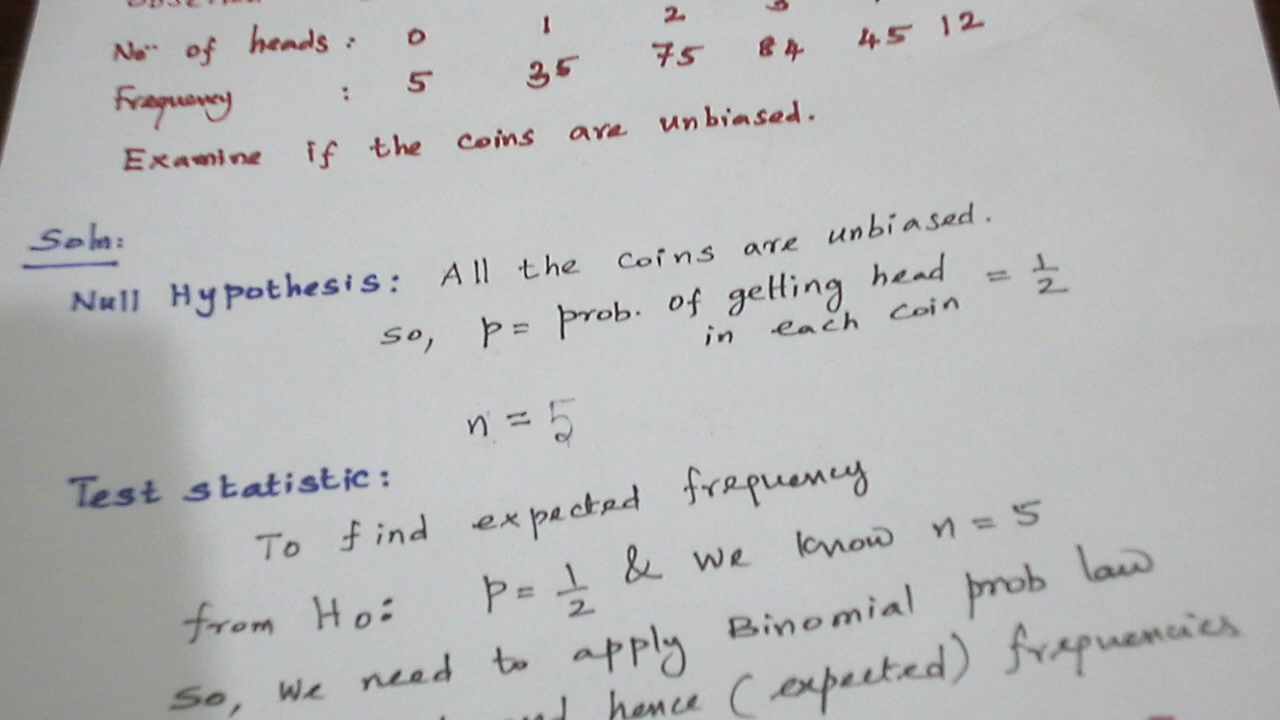 No of heads : 0 1 2 3
Frequency : 5 35 75 84 45 12
Examine if the coins are unbiased.
Soln:
Null Hypothesis: All the coins are unbiased.
so, p = prob. of getting head = 1/2
in each coin
n = 5
Test statistic:
To find expected frequency
from Ho: p = 1/2 & we know n = 5
So, we need to apply Binomial prob law
hence (expected) frequencies